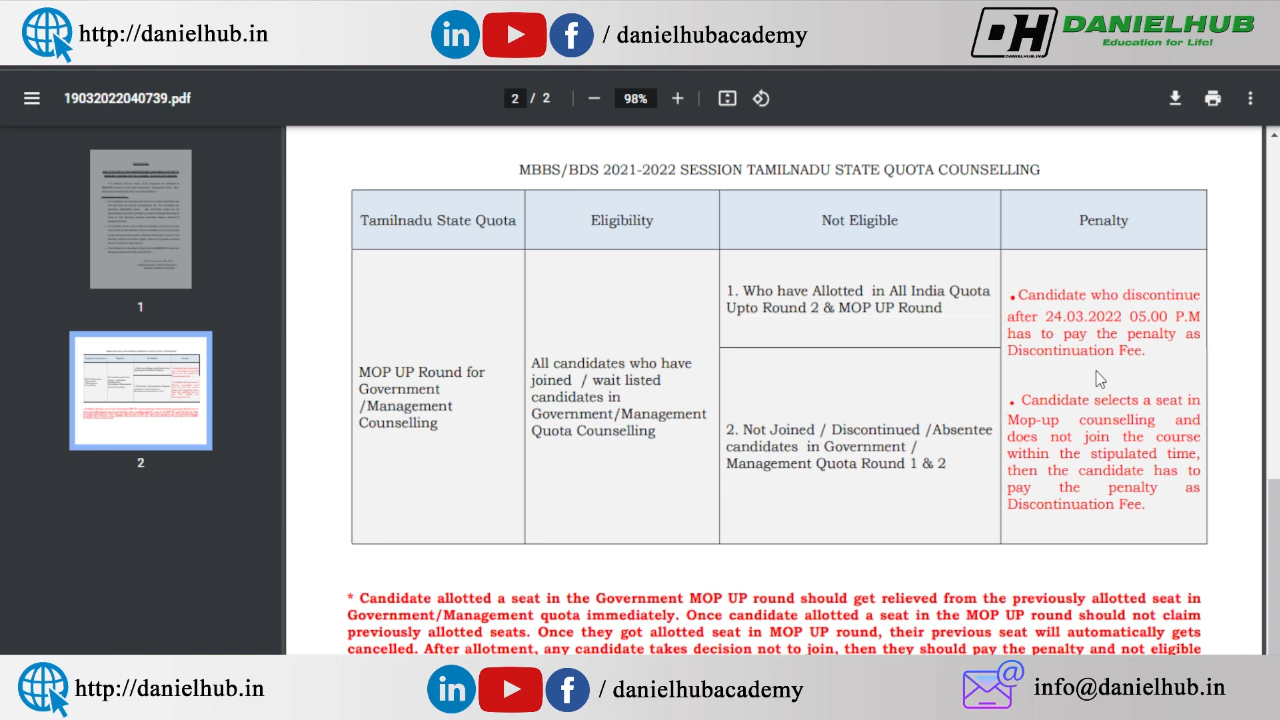 http://danielhub.in
in
f
/ danielhubacademy
DH
DANIELHUB.IN
DANIELHUB
Education for Life!
19032022040739.pdf
2 / 2
98%
1
2
MBBS/BDS 2021-2022 SESSION TAMILNADU STATE QUOTA COUNSELLING
Tamilnadu State Quota
Eligibility
Not Eligible
Penalty
MOP UP Round for
Government
/Management
Counselling
All candidates who have
joined / wait listed
candidates in
Government/Management
Quota Counselling
1. Who have Allotted in All India Quota
Upto Round 2 & MOP UP Round
2. Not Joined / Discontinued /Absentee
candidates in Government /
Management Quota Round 1 & 2
• Candidate who discontinue
after 24.03.2022 05.00 P.M
has to pay the penalty as
Discontinuation Fee.
• Candidate selects a seat in
Mop-up counselling and
does not join the course
within the stipulated time,
then the candidate has to
pay the penalty as
Discontinuation Fee.
* Candidate allotted a seat in the Government MOP UP round should get relieved from the previously allotted seat in
Government/Management quota immediately. Once candidate allotted a seat in the MOP UP round should not claim
previously allotted seats. Once they got allotted seat in MOP UP round, their previous seat will automatically gets
cancelled. After allotment, any candidate takes decision not to join, then they should pay the penalty and not eligible
http://danielhub.in
in
f
/ danielhubacademy
@
info@danielhub.in